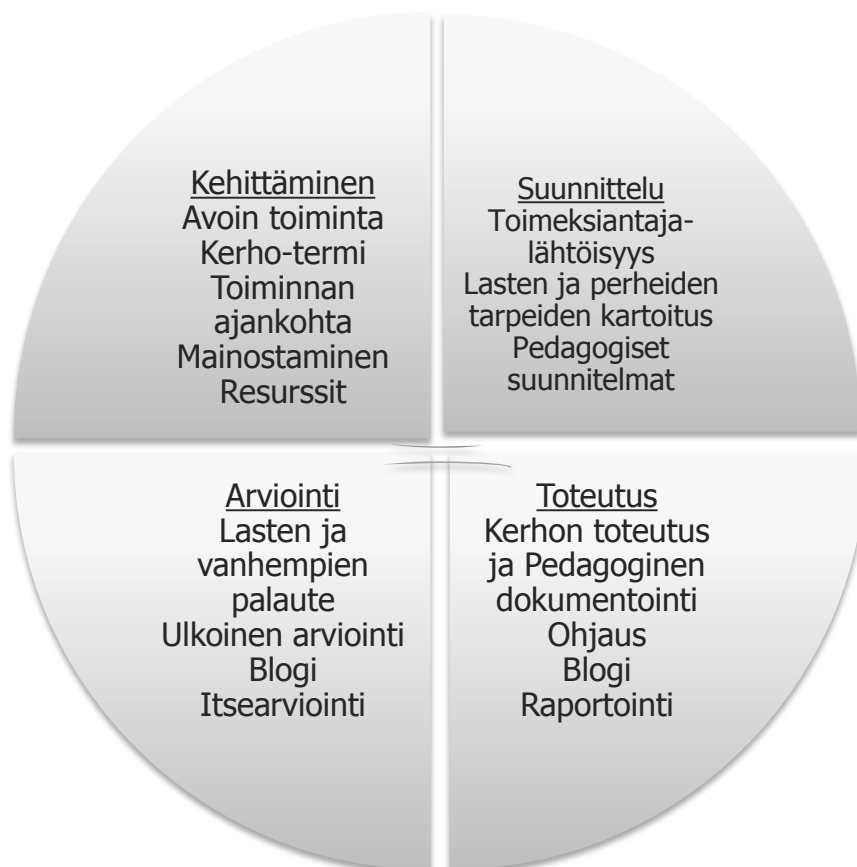 Kehittäminen
Avoin toiminta
Kerho-termi
Toiminnan
ajankohta
Mainostaminen
Resurssit
Suunnittelu
Toimeksiantaja-
lähtöisyys
Lasten ja perheiden
tarpeiden kartoitus
Pedagogiset
suunnitelmat
Arviointi
Lasten ja
vanhempien
palaute
Ulkoinen arviointi
Blogi
Itsearviointi
Toteutus
Kerhon toteutus
ja Pedagoginen
dokumentointi
Ohjaus
Blogi
Raportointi